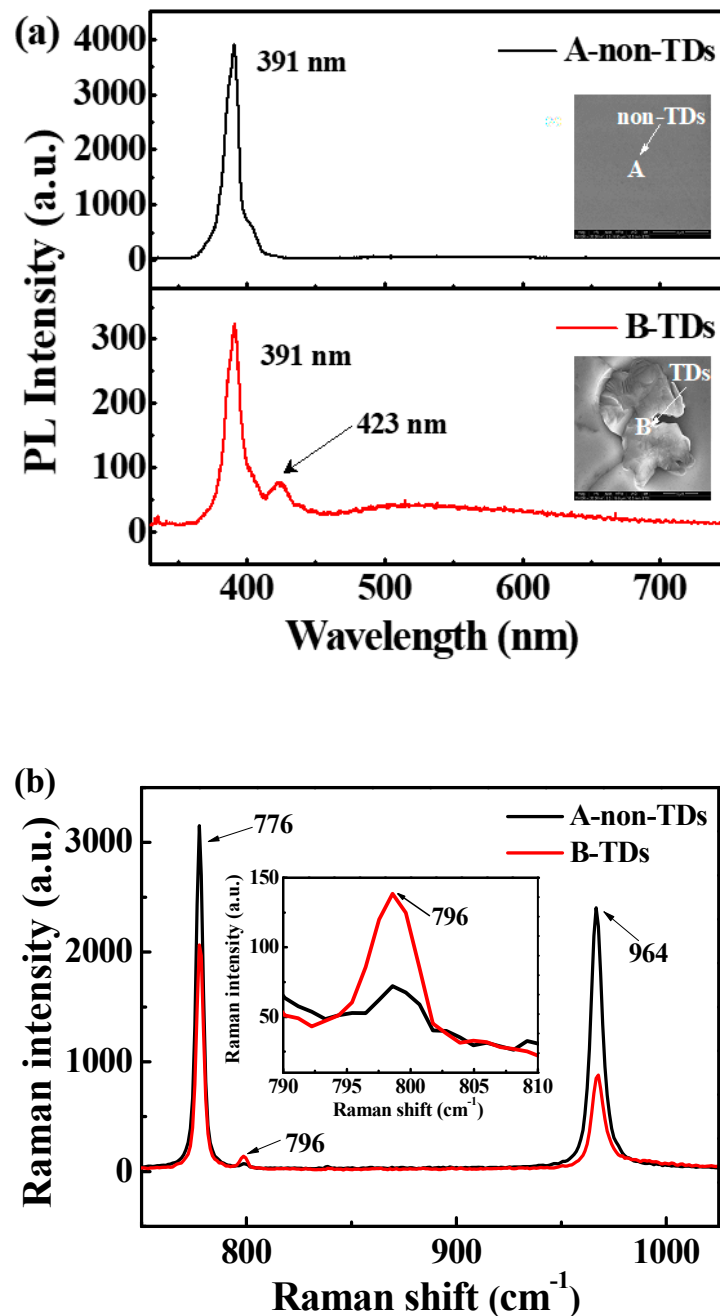 (a)
4000
3000
2000
1000
0
391 nm
A-non-TDs
non-TDs
A
300
200
100
0
391 nm
423 nm
B-TDs
TDs
B
PL Intensity (a.u.)
400 500 600 700
Wavelength (nm)
(b)
3000
2000
1000
0
776
A-non-TDs
B-TDs
150
100
50
796
Raman intensity (a.u.)
790 795 800 805 810
Raman shift (cm-1)
964
796
Raman intensity (a.u.)
800 900 1000
Raman shift (cm-1)